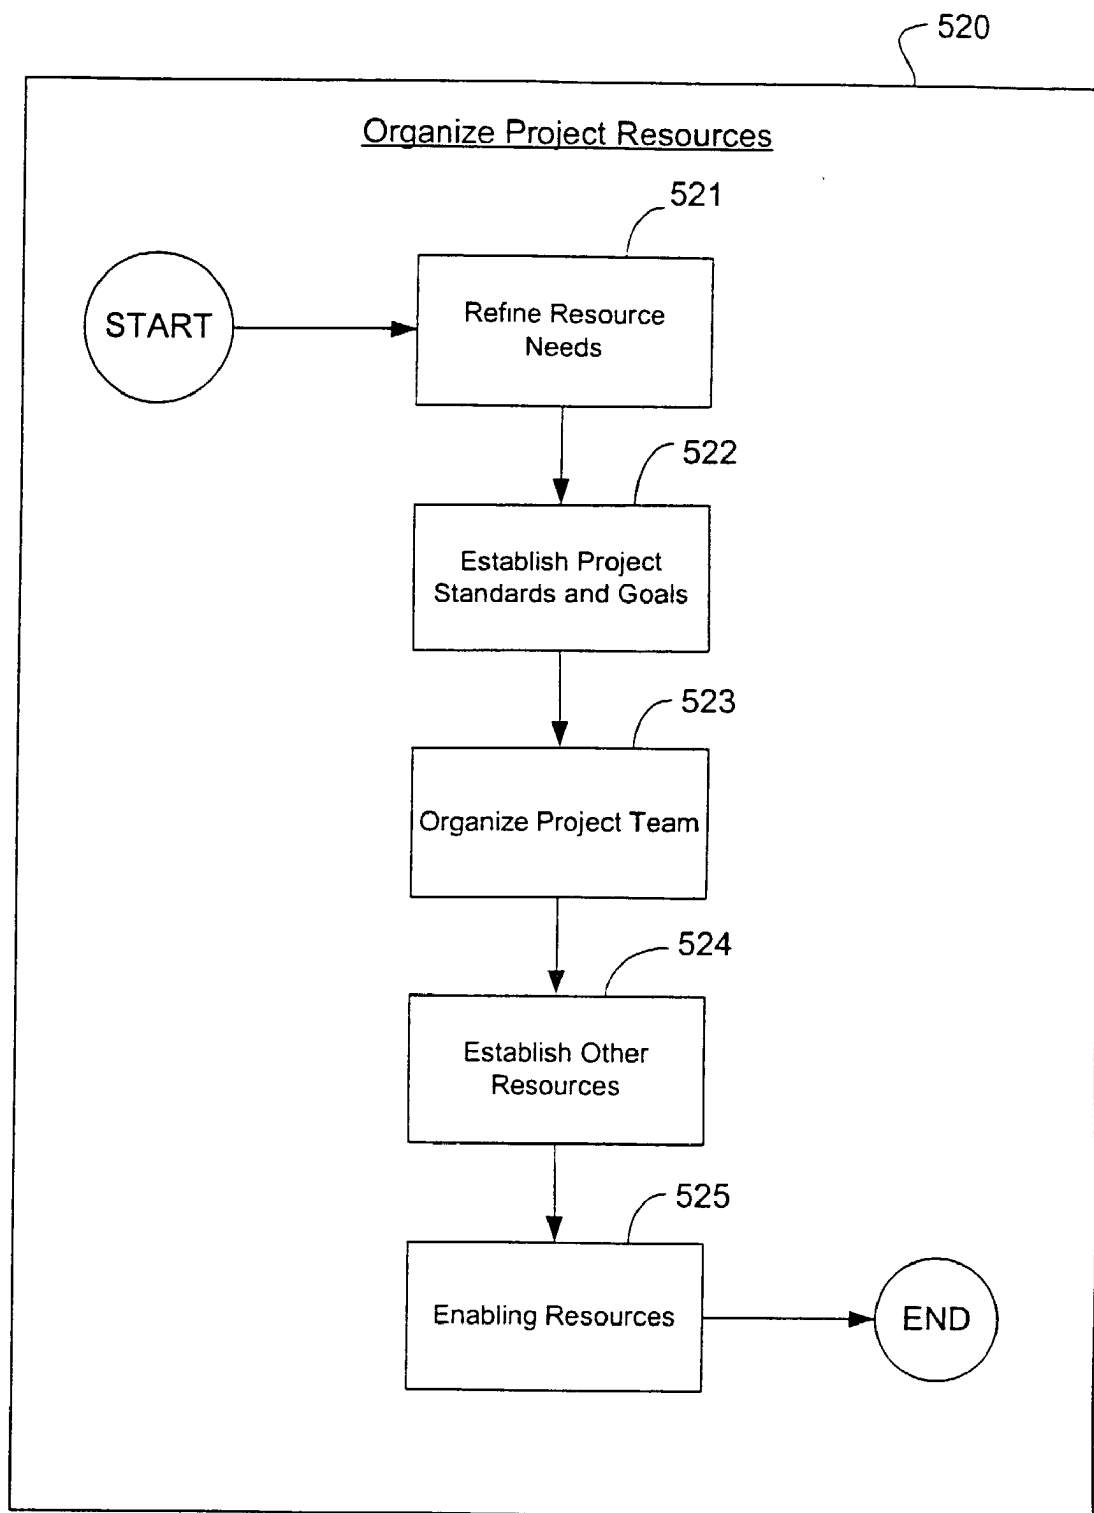 520
Organize Project Resources
521
START
Refine Resource
Needs
522
Establish Project
Standards and Goals
523
Organize Project Team
524
Establish Other
Resources
525
Enabling Resources
END